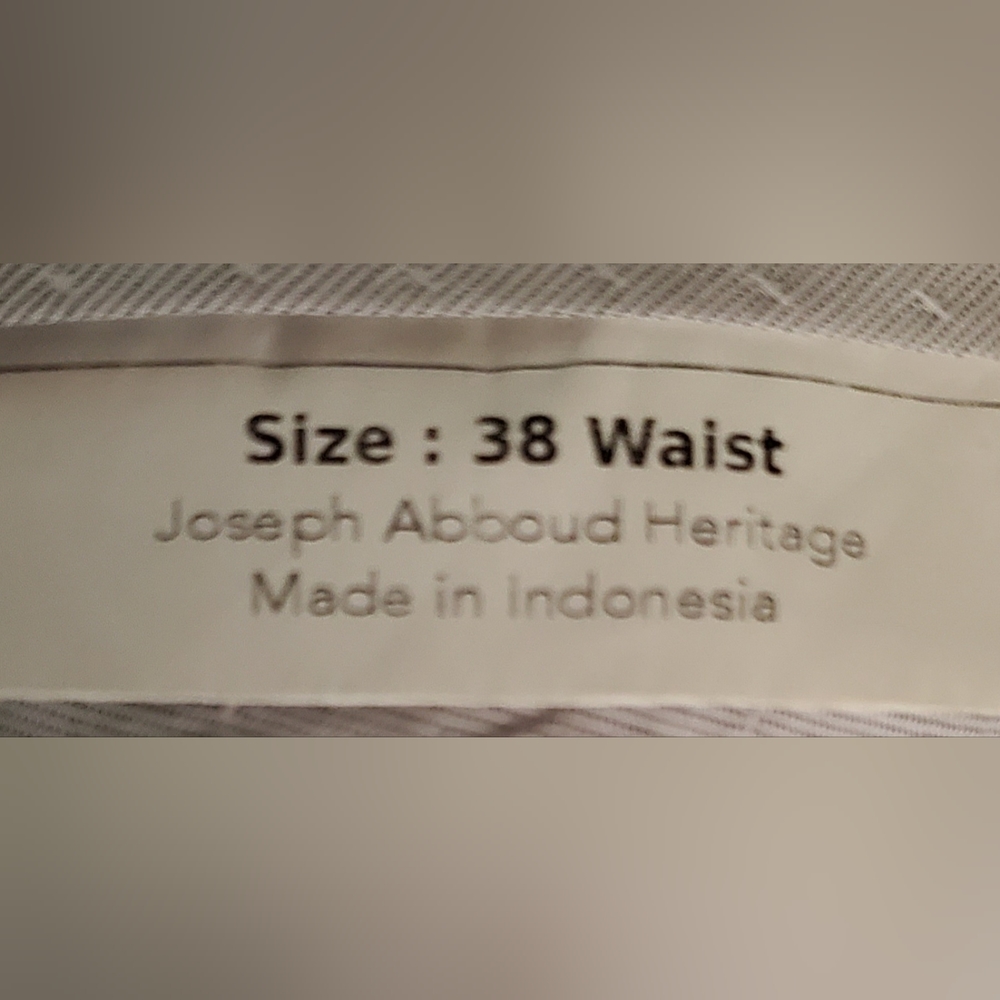 Size : 38 Waist
Joseph Abboud Heritage
Made in Indonesia